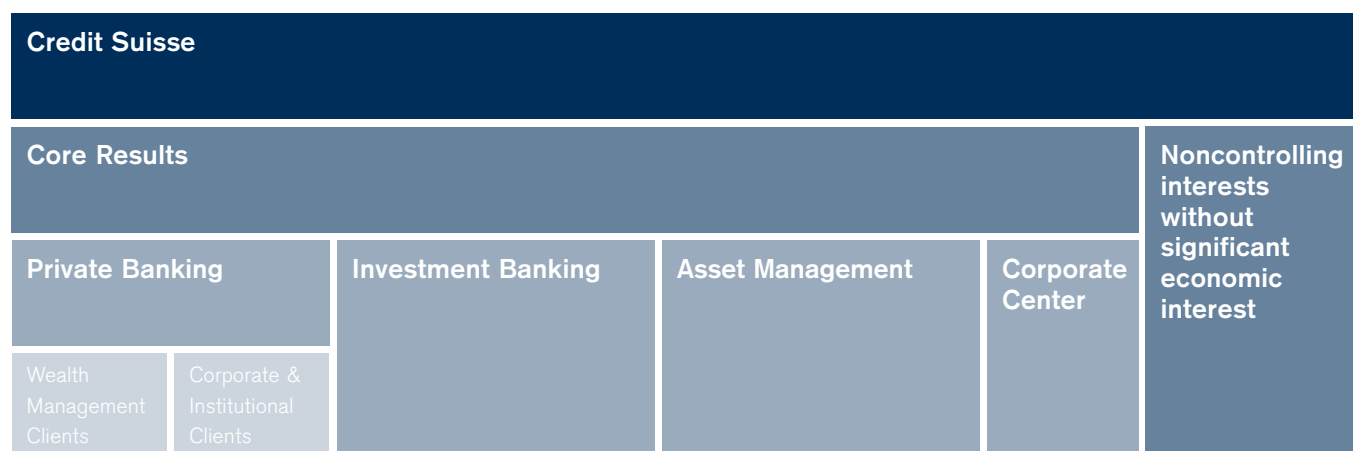 Credit Suisse
Core Results
Noncontrolling
interests
without
significant
economic
interest
Private Banking
Investment Banking
Asset Management
Corporate
Center
Wealth
Management
Clients
Corporate &
Institutional
Clients